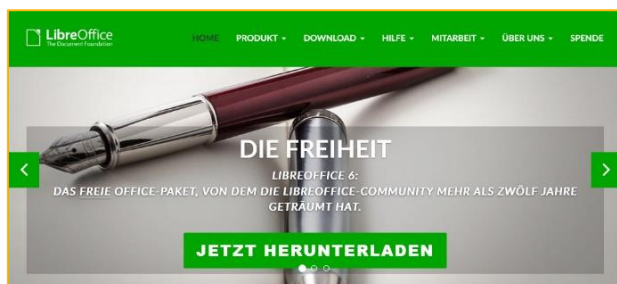 LibreOffice
The Document Foundation
HOME PRODUKT DOWNLOAD HILFE MITARBEIT ÜBER UNS SPENDE
DIE FREIHEIT
LIBREOFFICE 6:
DAS FREIE OFFICE-PAKET, VON DEM DIE LIBREOFFICE-COMMUNITY MEHR ALS ZWÖLF JAHRE
GETRÄUMT HAT.
JETZT HERUNTERLADEN